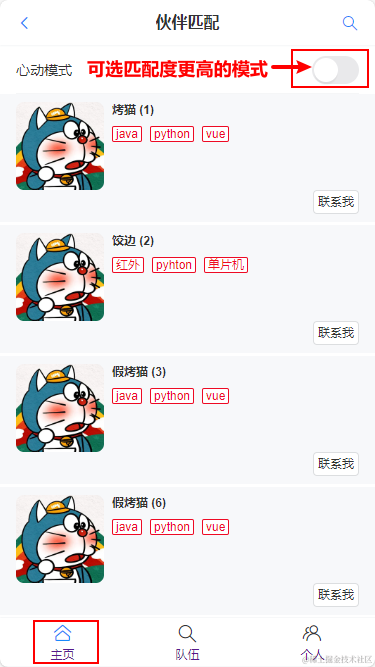 伙伴匹配
心动模式 可选匹配度更高的模式
烤猫 (1)
java python vue
联系我
饺边 (2)
红外 pyhton 单片机
联系我
假烤猫 (3)
java python vue
联系我
假烤猫 (6)
java python vue
联系我
主页 队伍 个人
@稀土掘金技术社区